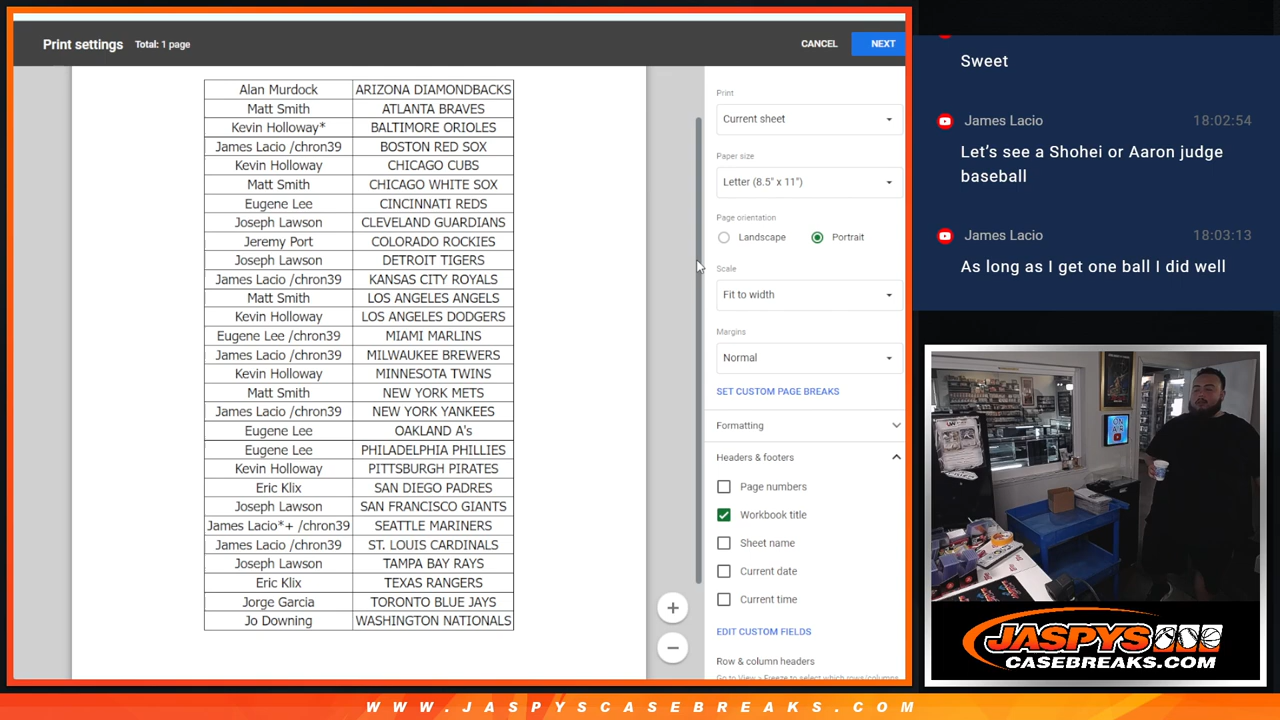 Print settings Total: 1 page CANCEL NEXT
Alan Murdock ARIZONA DIAMONDBACKS
Matt Smith ATLANTA BRAVES
Kevin Holloway* BALTIMORE ORIOLES
James Lacio /chron39 BOSTON RED SOX
Kevin Holloway CHICAGO CUBS
Matt Smith CHICAGO WHITE SOX
Eugene Lee CINCINNATI REDS
Joseph Lawson CLEVELAND GUARDIANS
Jeremy Port COLORADO ROCKIES
Joseph Lawson DETROIT TIGERS
James Lacio /chron39 KANSAS CITY ROYALS
Matt Smith LOS ANGELES ANGELS
Kevin Holloway LOS ANGELES DODGERS
Eugene Lee /chron39 MIAMI MARLINS
James Lacio /chron39 MILWAUKEE BREWERS
Kevin Holloway MINNESOTA TWINS
Matt Smith NEW YORK METS
James Lacio /chron39 NEW YORK YANKEES
Eugene Lee OAKLAND A's
Eugene Lee PHILADELPHIA PHILLIES
Kevin Holloway PITTSBURGH PIRATES
Eric Klix SAN DIEGO PADRES
Joseph Lawson SAN FRANCISCO GIANTS
James Lacio*+ /chron39 SEATTLE MARINERS
James Lacio /chron39 ST. LOUIS CARDINALS
Joseph Lawson TAMPA BAY RAYS
Eric Klix TEXAS RANGERS
Jorge Garcia TORONTO BLUE JAYS
Jo Downing WASHINGTON NATIONALS
Print
Current sheet
Paper size
Letter (8.5" x 11")
Page orientation
Landscape Portrait
Scale
Fit to width
Margins
Normal
SET CUSTOM PAGE BREAKS
Formatting
Headers & footers
Page numbers
Workbook title
Sheet name
Current date
Current time
EDIT CUSTOM FIELDS
Row & column headers
Go to View > Freeze to select which rows/columns
Sweet
James Lacio 18:02:54
Let's see a Shohei or Aaron judge
baseball
James Lacio 18:03:13
As long as I get one ball I did well
ON
AIR
JASPYS
CASEBREAKS.COM
WWW.JASPYSCASEBREAKS.COM